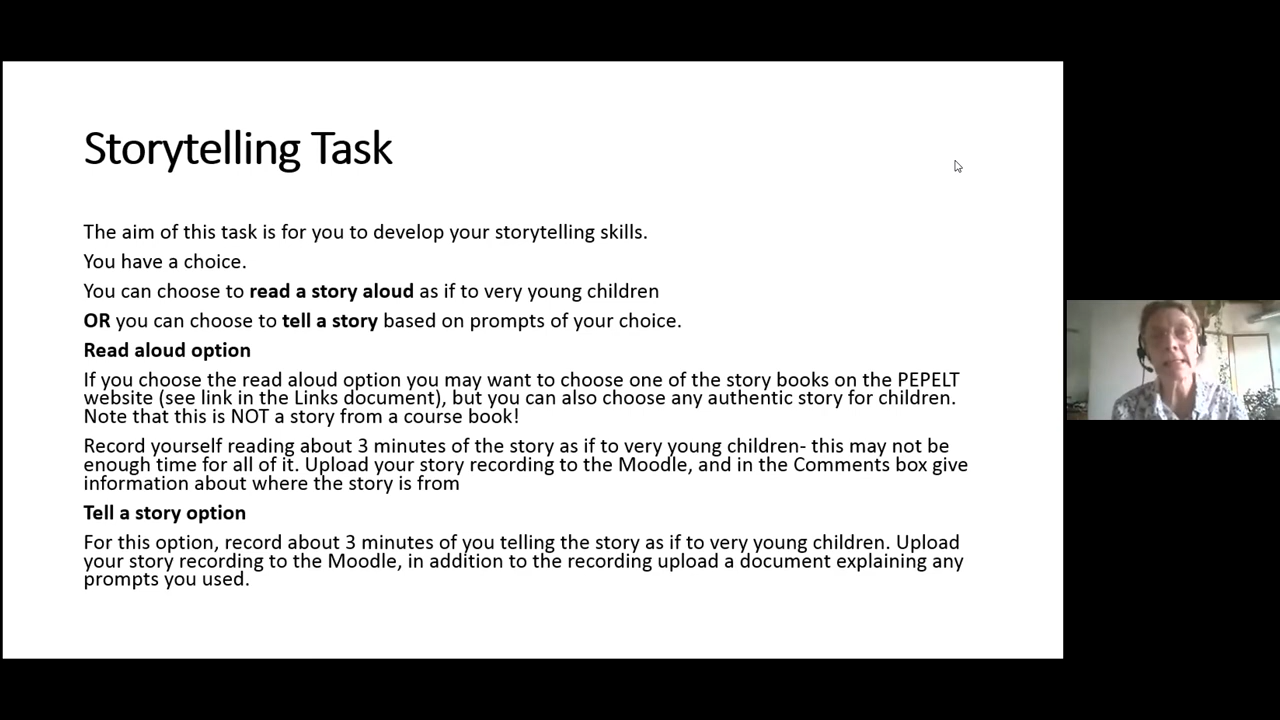 Storytelling Task
The aim of this task is for you to develop your storytelling skills.
You have a choice.
You can choose to read a story aloud as if to very young children
OR you can choose to tell a story based on prompts of your choice.
Read aloud option
If you choose the read aloud option you may want to choose one of the story books on the PEPELT
website (see link in the Links document), but you can also choose any authentic story for children.
Note that this is NOT a story from a course book!
Record yourself reading about 3 minutes of the story as if to very young children- this may not be
enough time for all of it. Upload your story recording to the Moodle, and in the Comments box give
information about where the story is from
Tell a story option
For this option, record about 3 minutes of you telling the story as if to very young children. Upload
your story recording to the Moodle, in addition to the recording upload a document explaining any
prompts you used.